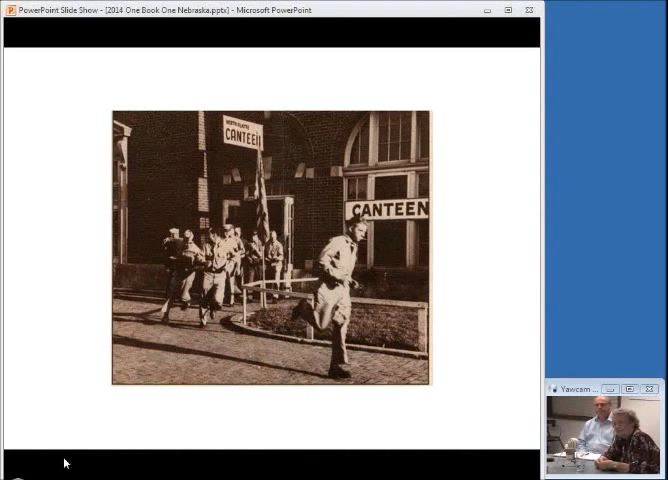 PowerPoint Slide Show - [2014 One Book One Nebraska.pptx] - Microsoft PowerPoint
NORTH PLATTE
CANTEEN
CANTEEN
Yawcam ...